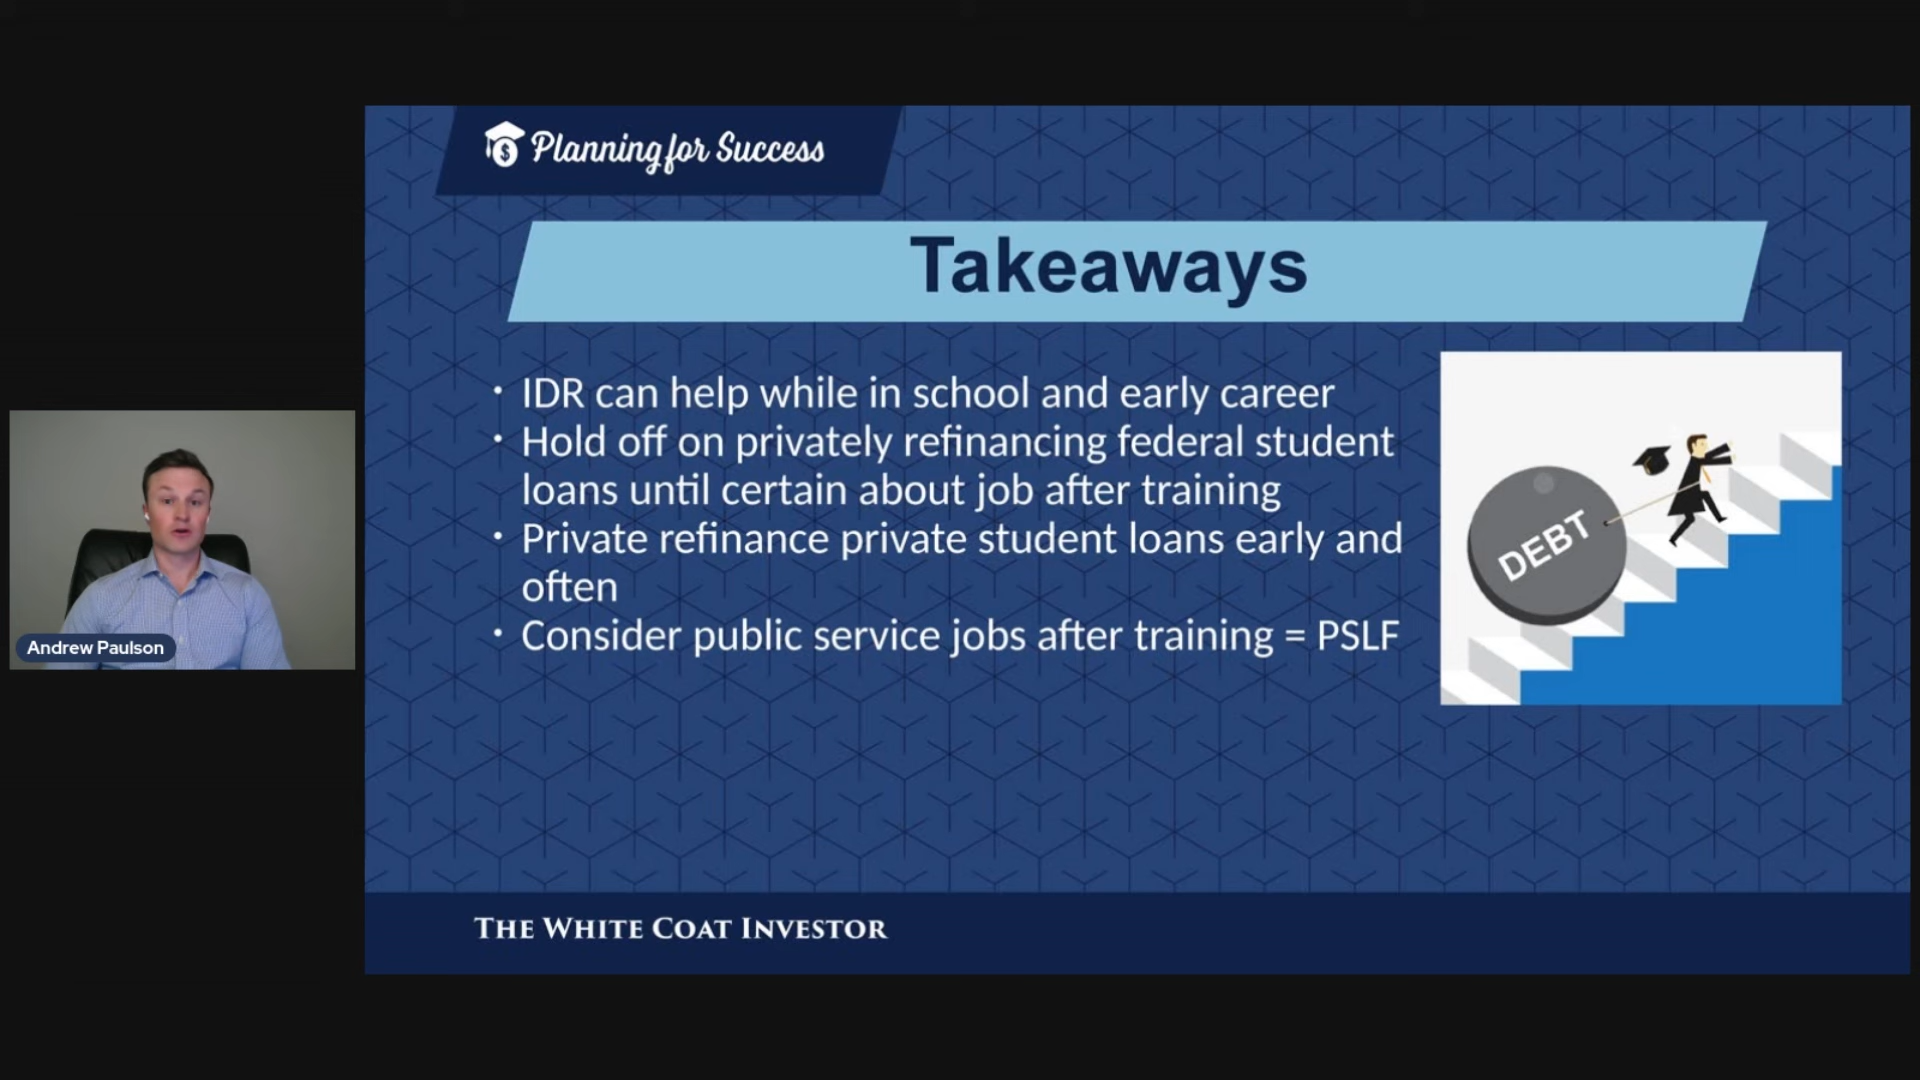 Planning for Success
Takeaways
• IDR can help while in school and early career
• Hold off on privately refinancing federal student
loans until certain about job after training
• Private refinance private student loans early and
often
• Consider public service jobs after training = PSLF
DEBT
$
Andrew Paulson
THE WHITE COAT INVESTOR